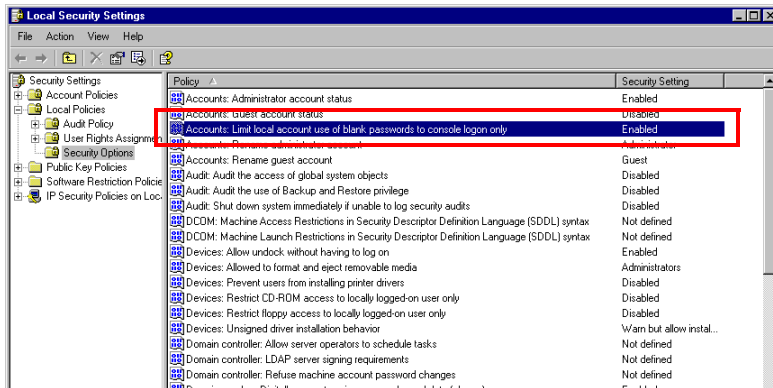 Local Security Settings
File Action View Help
Security Settings
Account Policies
Local Policies
Audit Policy
User Rights Assignmen
Security Options
Public Key Policies
Software Restriction Policie
IP Security Policies on Loc
Policy Security Setting
Accounts: Administrator account status Enabled
Accounts: Guest account status Disabled
Accounts: Limit local account use of blank passwords to console logon only Enabled
Accounts: Rename administrator account Administrator
Accounts: Rename guest account Guest
Audit: Audit the access of global system objects Disabled
Audit: Audit the use of Backup and Restore privilege Disabled
Audit: Shut down system immediately if unable to log security audits Disabled
DCOM: Machine Access Restrictions in Security Descriptor Definition Language (SDDL) syntax Not defined
DCOM: Machine Launch Restrictions in Security Descriptor Definition Language (SDDL) syntax Not defined
Devices: Allow undock without having to log on Enabled
Devices: Allowed to format and eject removable media Administrators
Devices: Prevent users from installing printer drivers Disabled
Devices: Restrict CD-ROM access to locally logged-on user only Disabled
Devices: Restrict floppy access to locally logged-on user only Disabled
Devices: Unsigned driver installation behavior Warn but allow instal...
Domain controller: Allow server operators to schedule tasks Not defined
Domain controller: LDAP server signing requirements Not defined
Domain controller: Refuse machine account password changes Not defined